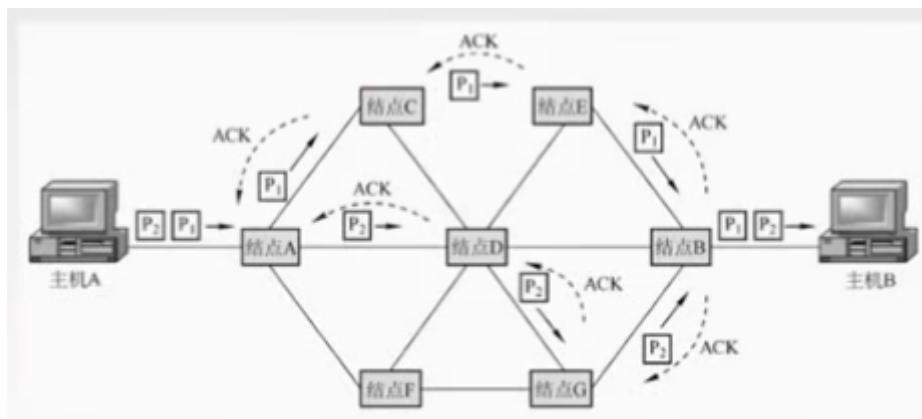 ACK
P₁
结点C
结点E
ACK
P₁
ACK
P₁
ACK
P₂ P₁
P₂
P₁ P₂
结点A
结点D
结点B
主机A
主机B
P₂
ACK
P₂
ACK
结点F
结点G